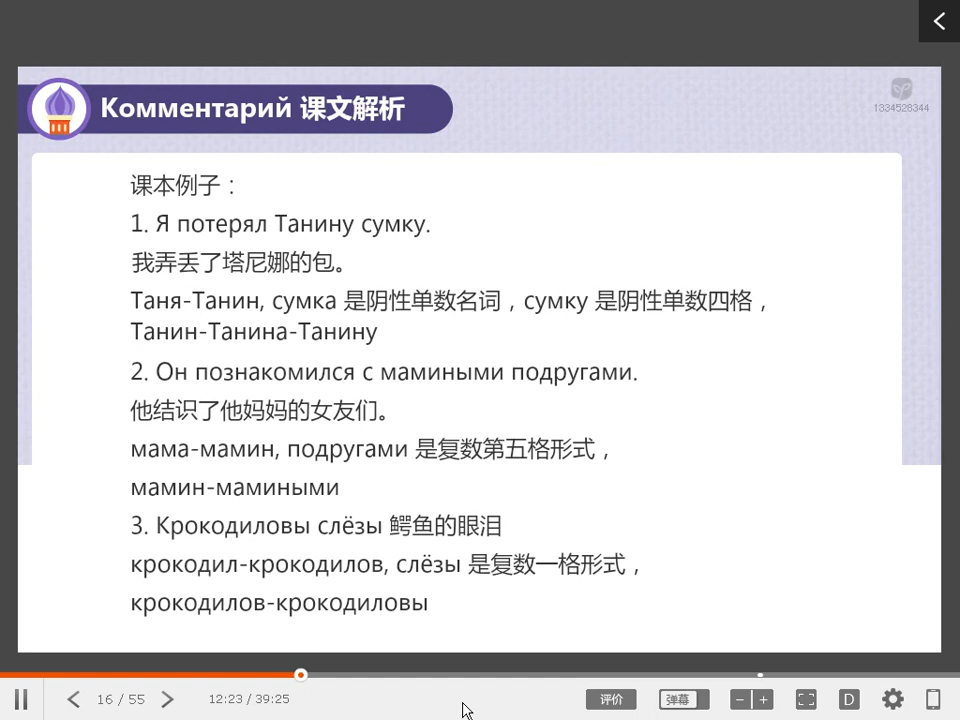 1334528344
Комментарий 课文解析
课本例子：
1. Я потерял Танину сумку.
我弄丢了塔尼娜的包。
Таня-Танин, сумка 是阴性单数名词，сумку 是阴性单数四格，
Танин-Танина-Танину
2. Он познакомился с мамиными подругами.
他结识了他妈妈的女友们。
мама-мамин, подругами 是复数第五格形式，
мамин-мамиными
3. Крокодиловы слёзы 鳄鱼的眼泪
крокодил-крокодилов, слёзы 是复数一格形式，
крокодилов-крокодиловы
16 / 55 12:23 / 39:25 评价 弹幕 − + D